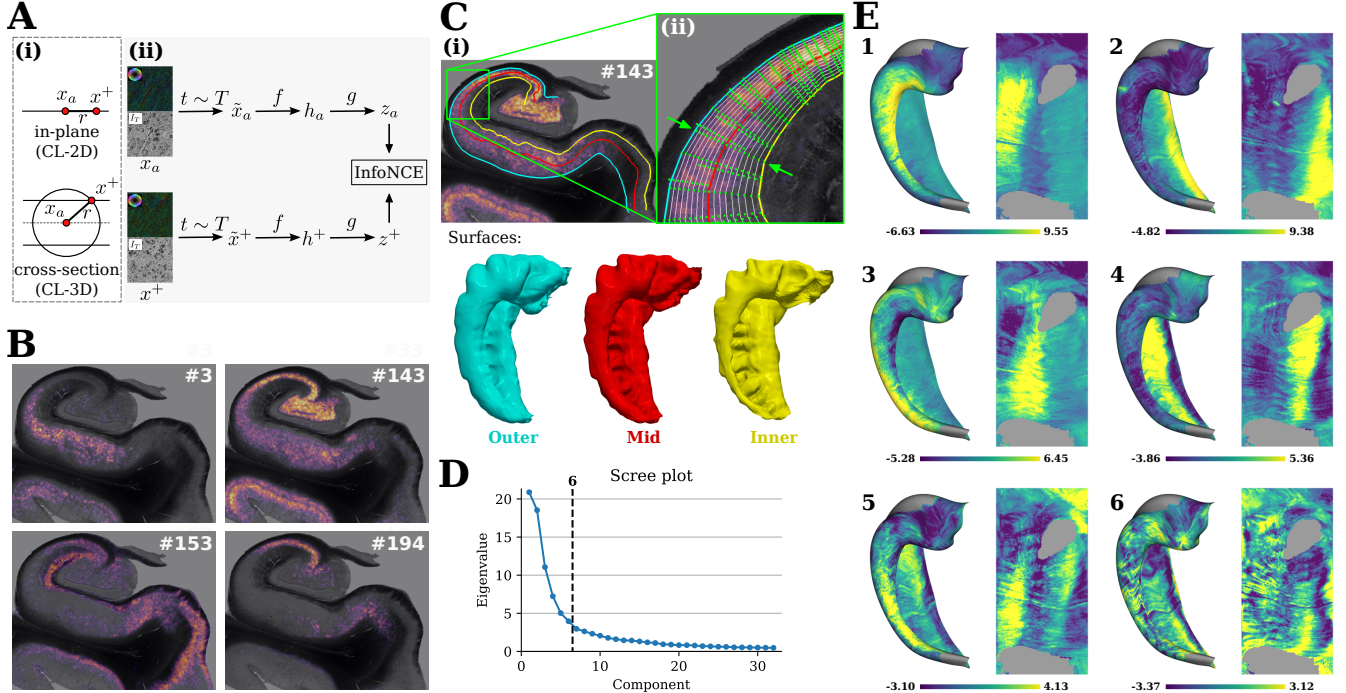 A
(i)
(ii)
x_a
x^+
r
in-plane
(CL-2D)
x^+
x_a
r
cross-section
(CL-3D)
I_T
x_a
I_T
x^+
t ∼ T
x̃_a
f
h_a
g
z_a
InfoNCE
t ∼ T
x̃^+
f
h^+
g
z^+
B
#3
#143
#153
#194
C
(i)
#143
(ii)
Surfaces:
Outer
Mid
Inner
D
Scree plot
6
Eigenvalue
20
15
10
5
0
0
10
20
30
Component
E
1
-6.63
9.55
2
-4.82
9.38
3
-5.28
6.45
4
-3.86
5.36
5
-3.10
4.13
6
-3.37
3.12